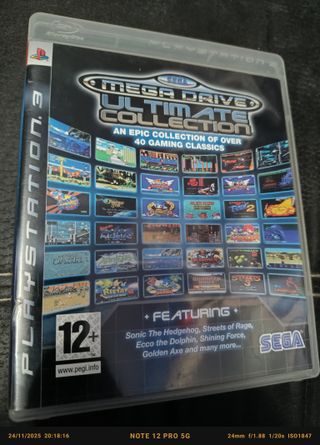 PLAYSTATION 3
PLAYSTATION 3
SEGA
MEGA DRIVE
ULTIMATE
COLLECTION
AN EPIC COLLECTION OF OVER
40 GAMING CLASSICS
FEATURING
Sonic The Hedgehog, Streets of Rage,
Ecco the Dolphin, Shining Force,
Golden Axe and many more...
12+
www.pegi.info
SEGA
24/11/2025 20:18:16
NOTE 12 PRO 5G
24mm f/1.88 1/20s ISO1847